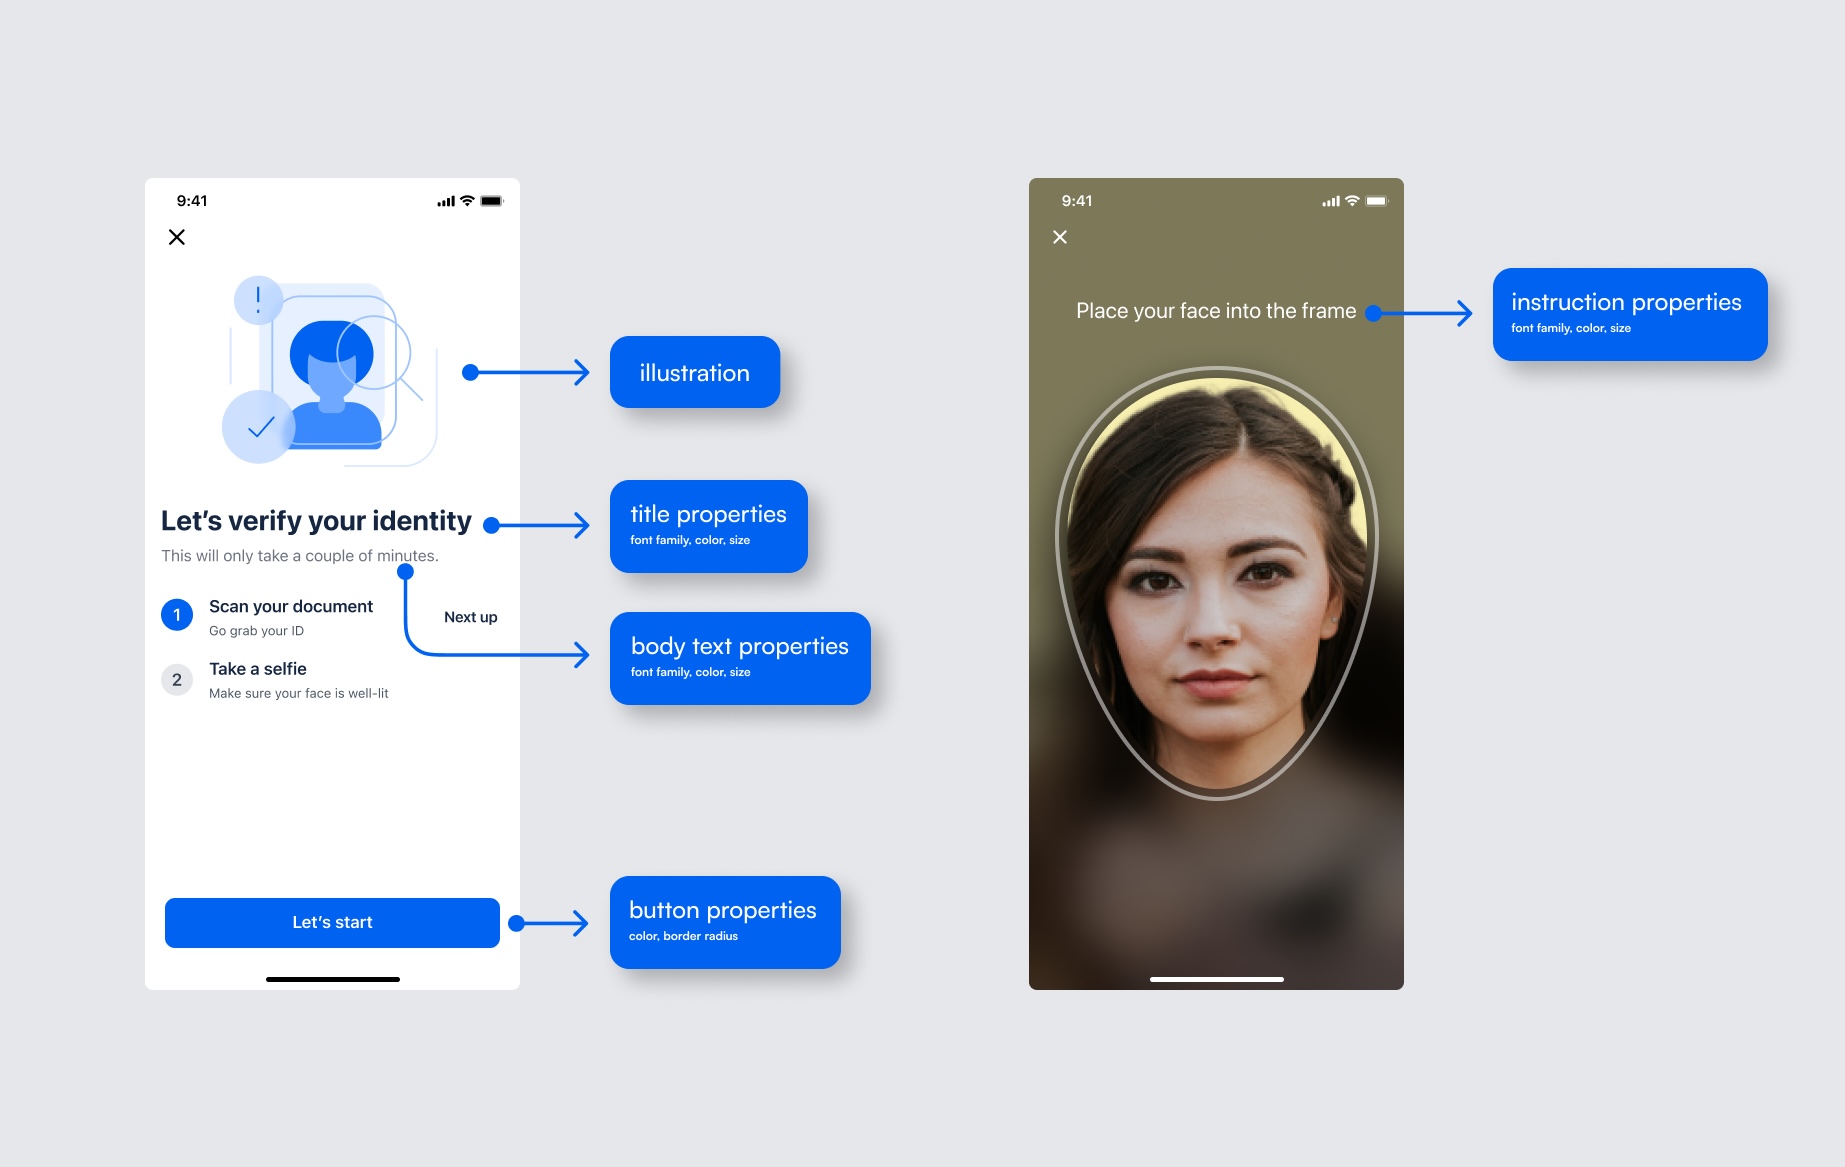 9:41
!
illustration
Let's verify your identity
title properties
font family, color, size
This will only take a couple of minutes.
1
Scan your document
Go grab your ID
Next up
body text properties
font family, color, size
2
Take a selfie
Make sure your face is well-lit
Let's start
button properties
color, border radius
9:41
Place your face into the frame
instruction properties
font family, color, size